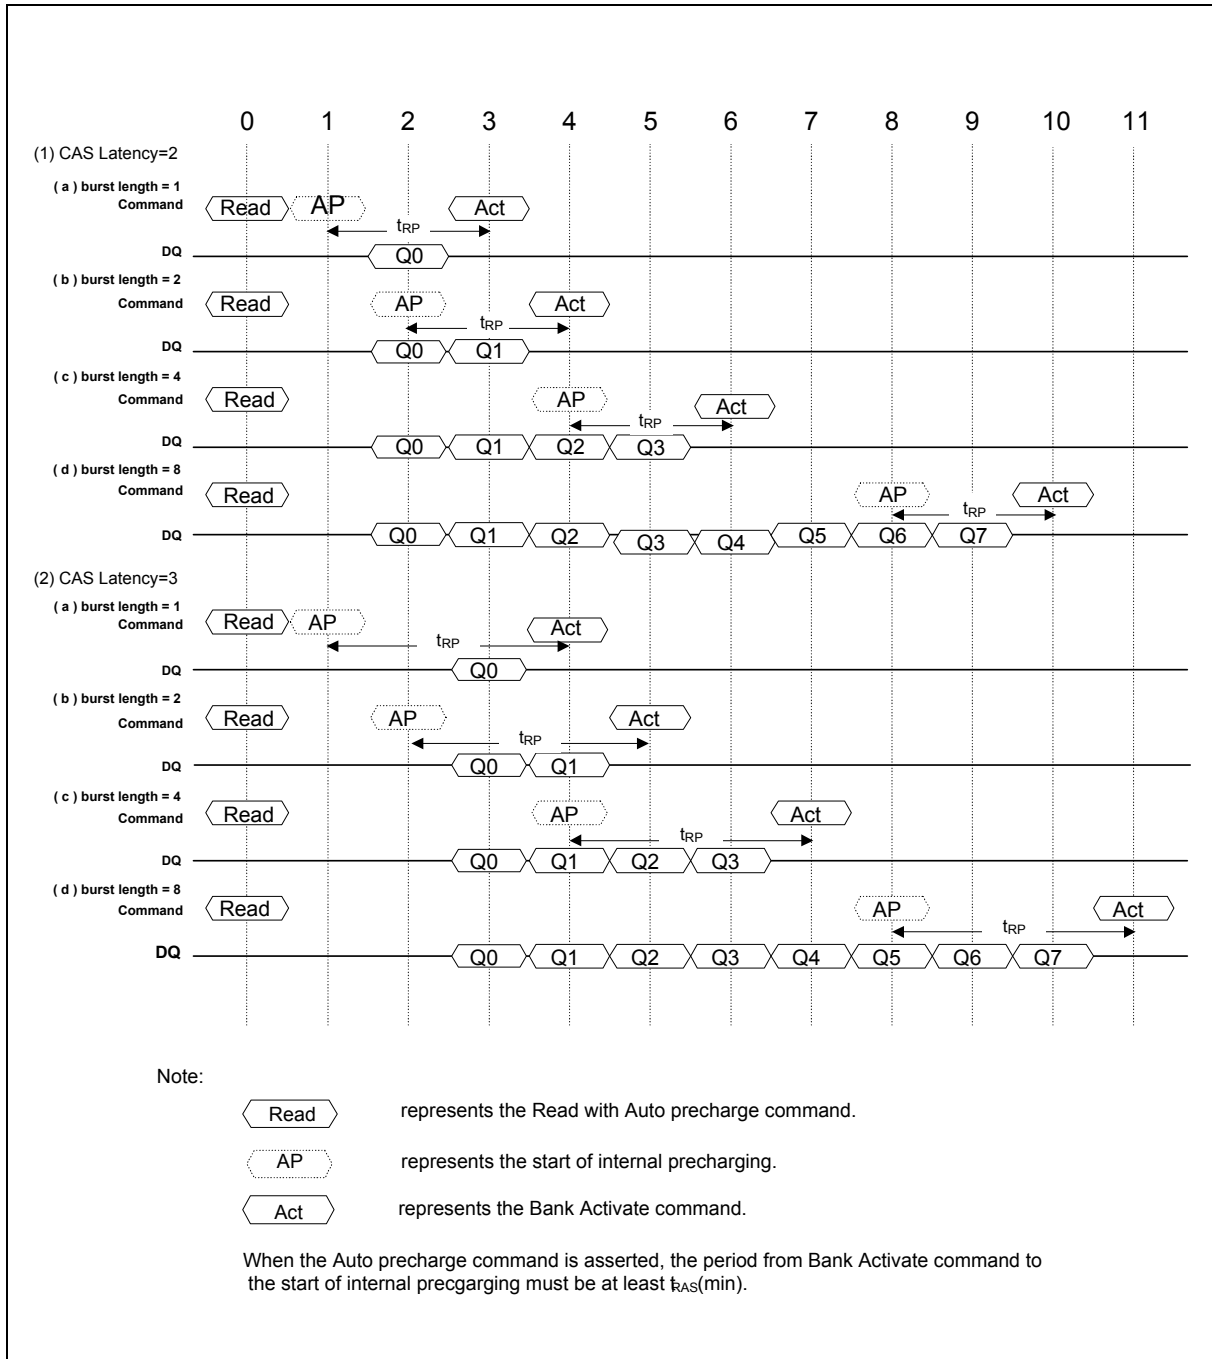 0 1 2 3 4 5 6 7 8 9 10 11
(1) CAS Latency=2
( a ) burst length = 1
Command Read AP Act
tRP
DQ Q0
( b ) burst length = 2
Command Read AP Act
tRP
DQ Q0 Q1
( c ) burst length = 4
Command Read AP Act
tRP
DQ Q0 Q1 Q2 Q3
( d ) burst length = 8
Command Read AP Act
tRP
DQ Q0 Q1 Q2 Q3 Q4 Q5 Q6 Q7
(2) CAS Latency=3
( a ) burst length = 1
Command Read AP Act
tRP
DQ Q0
( b ) burst length = 2
Command Read AP Act
tRP
DQ Q0 Q1
( c ) burst length = 4
Command Read AP Act
tRP
DQ Q0 Q1 Q2 Q3
( d ) burst length = 8
Command Read AP Act
tRP
DQ Q0 Q1 Q2 Q3 Q4 Q5 Q6 Q7
Note:
Read represents the Read with Auto precharge command.
AP represents the start of internal precharging.
Act represents the Bank Activate command.
When the Auto precharge command is asserted, the period from Bank Activate command to
the start of internal precgarging must be at least tRAS(min).